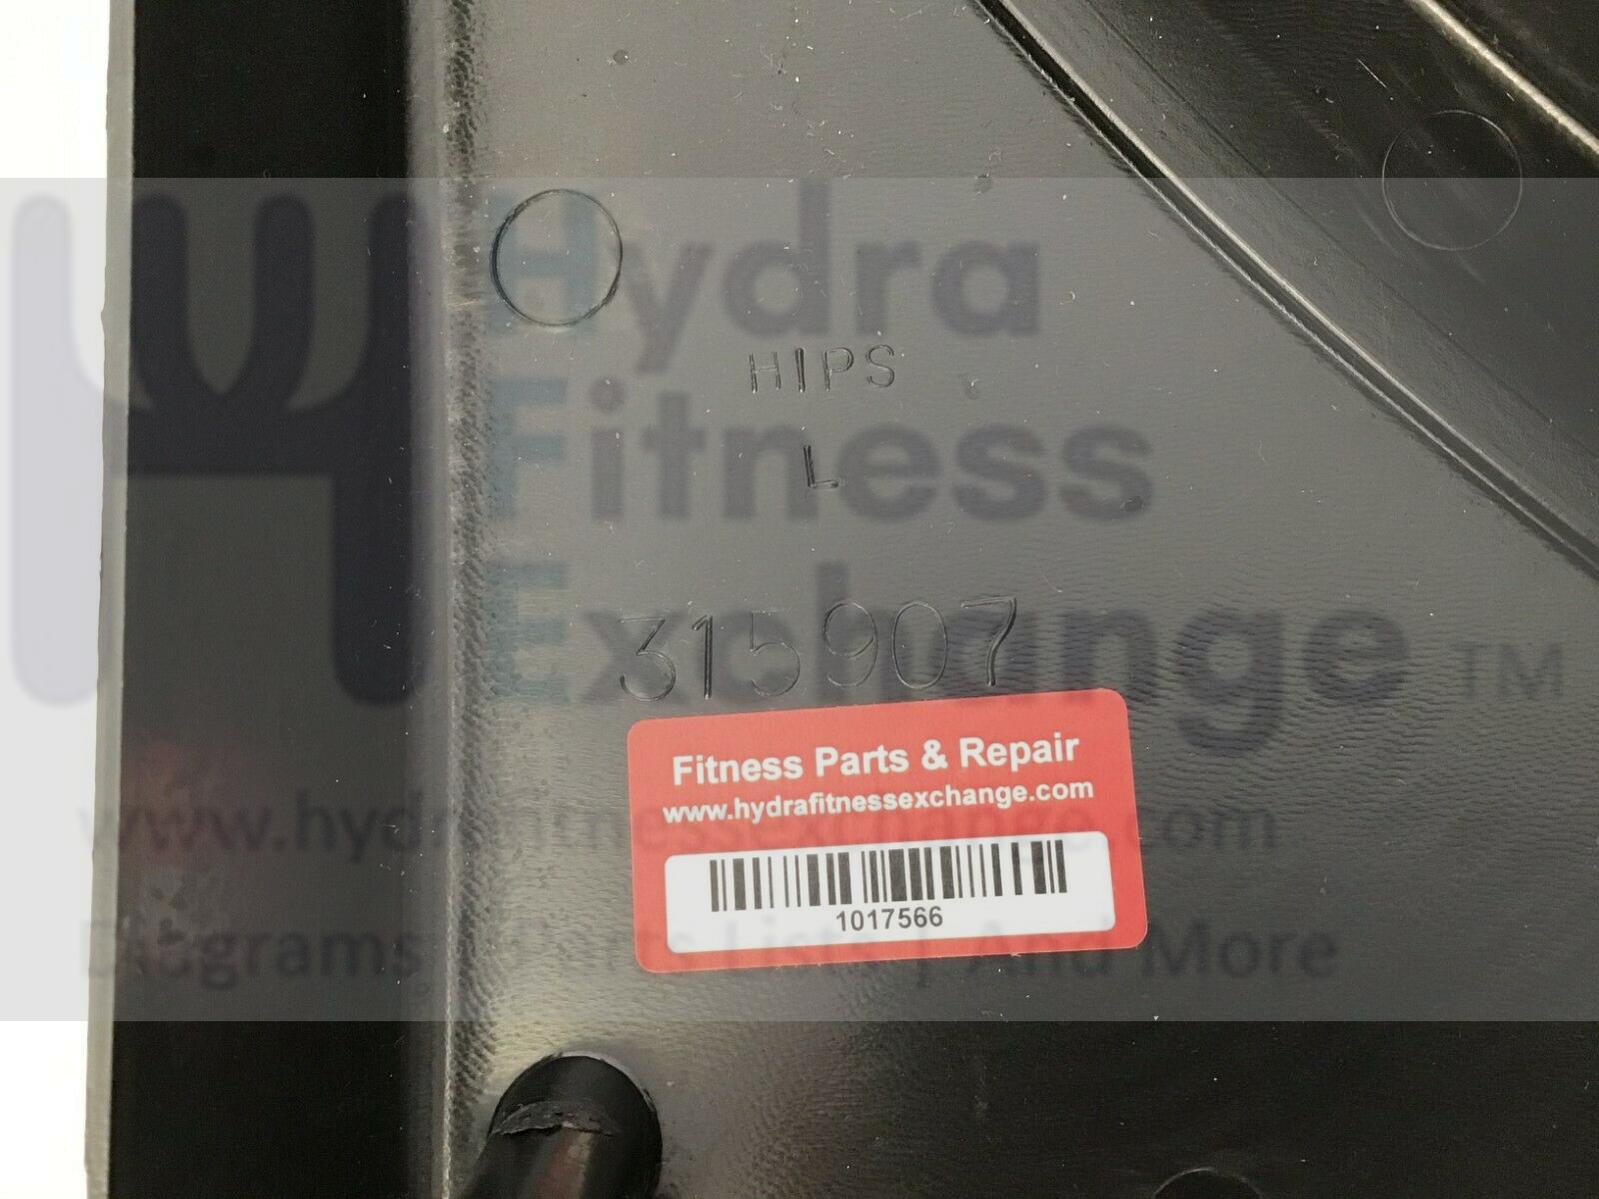 Hydra
HIPS
Fitness
L
Exchange TM
315907
Fitness Parts & Repair
www.hydrafitnessexchange.com
www.hydrafitnessexchange.com
1017566
Diagrams | Parts Lists | And More